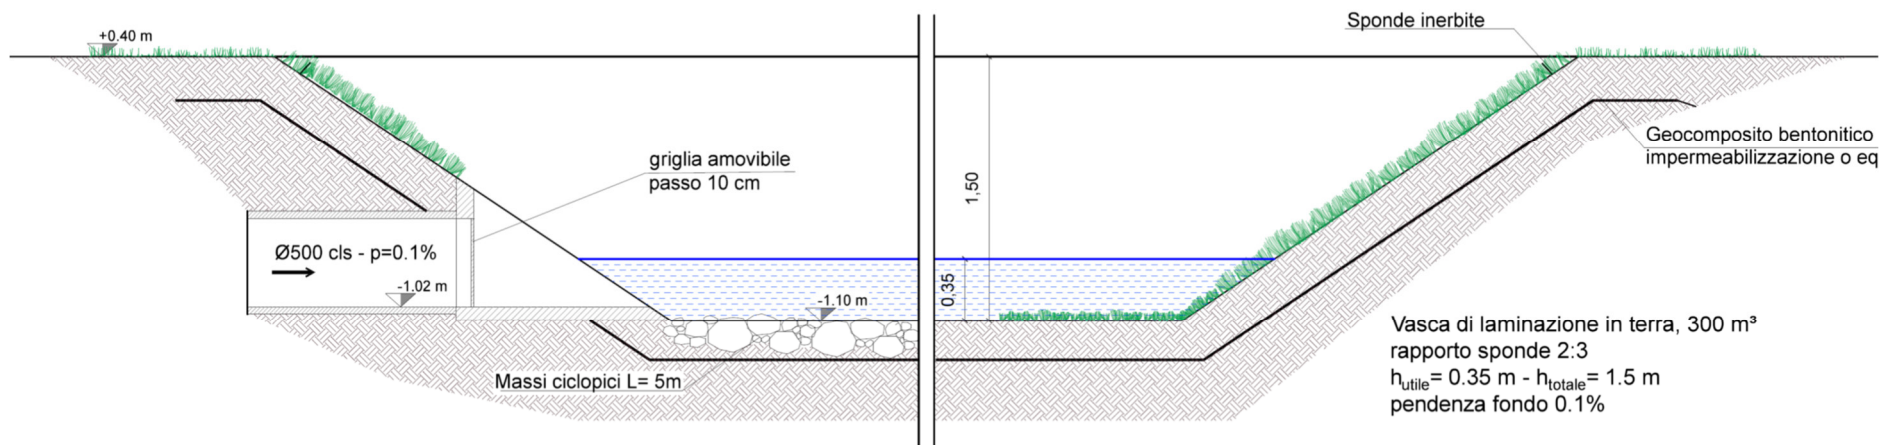 +0.40 m
Sponde inerbite
Geocomposito bentonitico
impermeabilizzazione o eq
griglia amovibile
passo 10 cm
1,50
Ø500 cls - p=0.1%
-1.02 m
0,35
-1.10 m
Massi ciclopici L= 5m
Vasca di laminazione in terra, 300 m³
rapporto sponde 2:3
hutile= 0.35 m - htotale= 1.5 m
pendenza fondo 0.1%